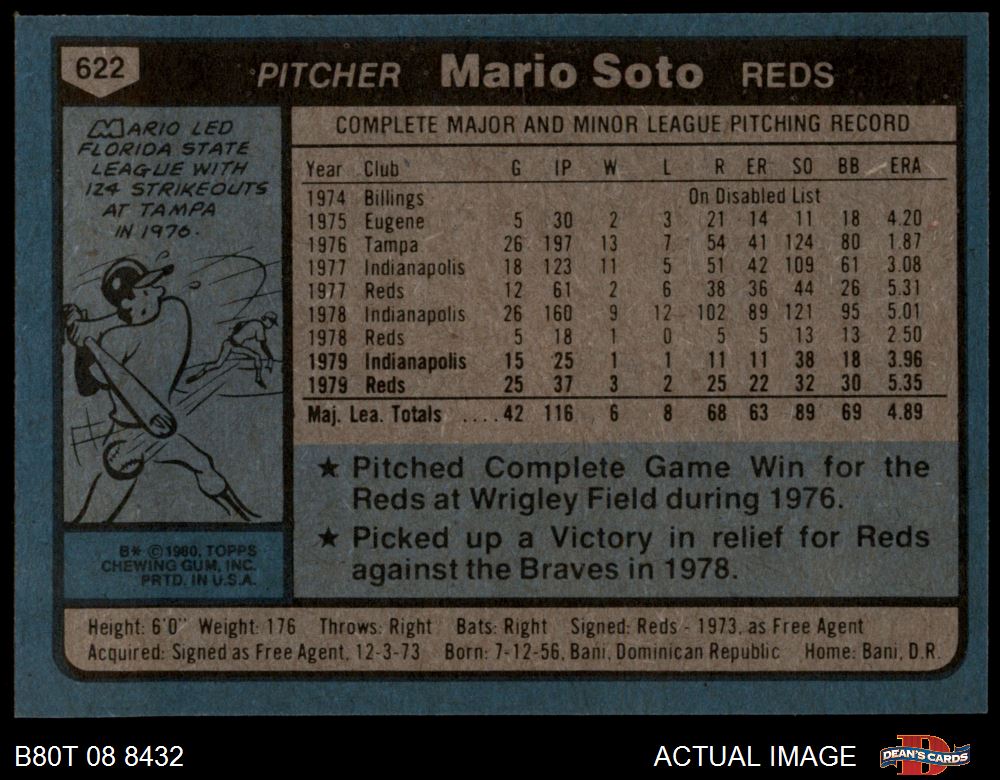 622
PITCHER Mario Soto REDS
MARIO LED
FLORIDA STATE
LEAGUE WITH
124 STRIKEOUTS
AT TAMPA
IN 1976.
COMPLETE MAJOR AND MINOR LEAGUE PITCHING RECORD
Year Club G IP W L R ER SO BB ERA
1974 Billings On Disabled List
1975 Eugene 5 30 2 3 21 14 11 18 4.20
1976 Tampa 26 197 13 7 54 41 124 80 1.87
1977 Indianapolis 18 123 11 5 51 42 109 61 3.08
1977 Reds 12 61 2 6 38 36 44 26 5.31
1978 Indianapolis 26 160 9 12 102 89 121 95 5.01
1978 Reds 5 18 1 0 5 5 13 13 2.50
1979 Indianapolis 15 25 1 1 11 11 38 18 3.96
1979 Reds 25 37 3 2 25 22 32 30 5.35
Maj. Lea. Totals ....42 116 6 8 68 63 89 69 4.89
★ Pitched Complete Game Win for the
Reds at Wrigley Field during 1976.
★ Picked up a Victory in relief for Reds
against the Braves in 1978.
B* ©1980, TOPPS
CHEWING GUM, INC.
PRTD. IN U.S.A.
Height: 6'0" Weight: 176 Throws: Right Bats: Right Signed: Reds - 1973, as Free Agent
Acquired: Signed as Free Agent, 12-3-73 Born: 7-12-56, Bani, Dominican Republic Home: Bani, D.R.
B80T 08 8432
ACTUAL IMAGE
DEAN'S CARDS